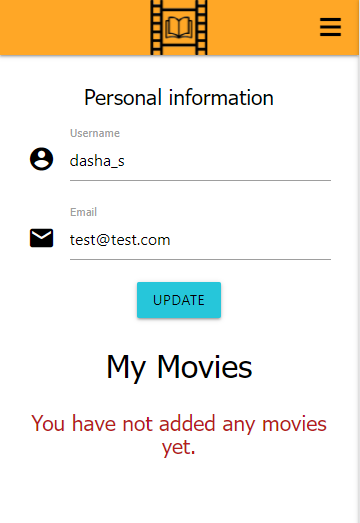 Personal information
Username
dasha_s
Email
test@test.com
UPDATE
My Movies
You have not added any movies
yet.